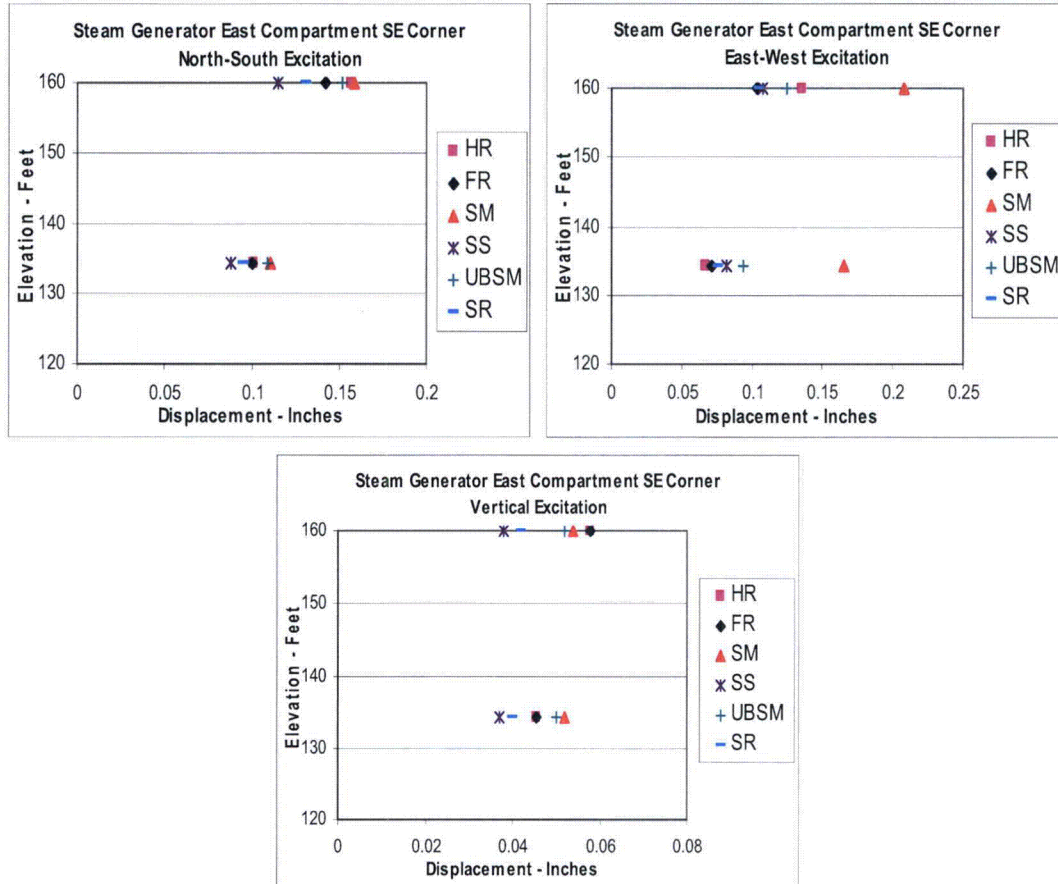 Steam Generator East Compartment SE Corner
North-South Excitation
Elevation - Feet
160
150
140
130
120
0
0.05
0.1
0.15
0.2
Displacement - Inches
HR
FR
SM
SS
UBSM
SR
Steam Generator East Compartment SE Corner
East-West Excitation
Elevation - Feet
160
150
140
130
120
0
0.05
0.1
0.15
0.2
0.25
Displacement - Inches
HR
FR
SM
SS
UBSM
SR
Steam Generator East Compartment SE Corner
Vertical Excitation
Elevation - Feet
160
150
140
130
120
0
0.02
0.04
0.06
0.08
Displacement - Inches
HR
FR
SM
SS
UBSM
SR